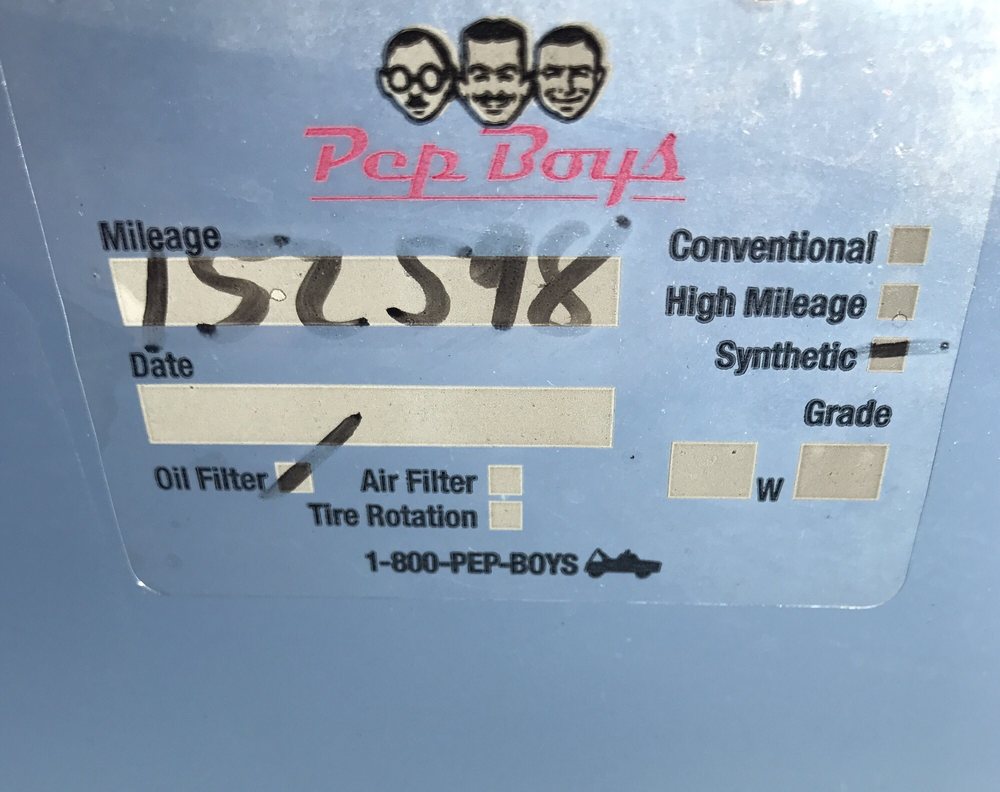 Pep Boys
Mileage
152598
Conventional
High Mileage
Synthetic
Date
Grade
W
Oil Filter
Air Filter
Tire Rotation
1-800-PEP-BOYS